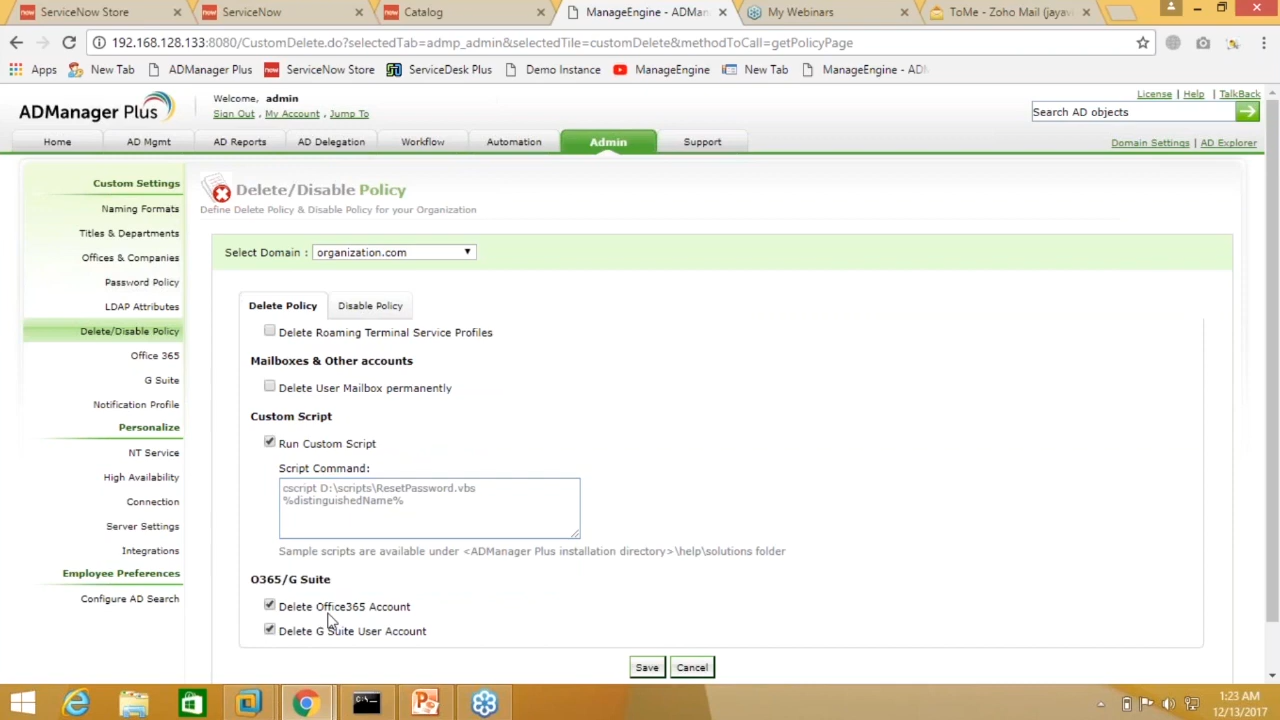 ServiceNow Store
ServiceNow
Catalog
ManageEngine - ADMan
My Webinars
ToMe - Zoho Mail (jayavi
192.168.128.133:8080/CustomDelete.do?selectedTab=admp_admin&selectedTile=customDelete&methodToCall=getPolicyPage
Apps New Tab ADManager Plus ServiceNow Store ServiceDesk Plus Demo Instance ManageEngine New Tab ManageEngine - ADM
ADManager Plus
Welcome, admin
Sign Out , My Account , Jump To
License | Help | TalkBack
Search AD objects
Home AD Mgmt AD Reports AD Delegation Workflow Automation Admin Support
Domain Settings | AD Explorer
Custom Settings
Naming Formats
Titles & Departments
Offices & Companies
Password Policy
LDAP Attributes
Delete/Disable Policy
Office 365
G Suite
Notification Profile
Personalize
NT Service
High Availability
Connection
Server Settings
Integrations
Employee Preferences
Configure AD Search
Delete/Disable Policy
Define Delete Policy & Disable Policy for your Organization
Select Domain : organization.com
Delete Policy Disable Policy
Delete Roaming Terminal Service Profiles
Mailboxes & Other accounts
Delete User Mailbox permanently
Custom Script
Run Custom Script
Script Command:
cscript D:\scripts\ResetPassword.vbs
%distinguishedName%
Sample scripts are available under <ADManager Plus installation directory>\help\solutions folder
O365/G Suite
Delete Office365 Account
Delete G Suite User Account
Save Cancel
1:23 AM
12/13/2017